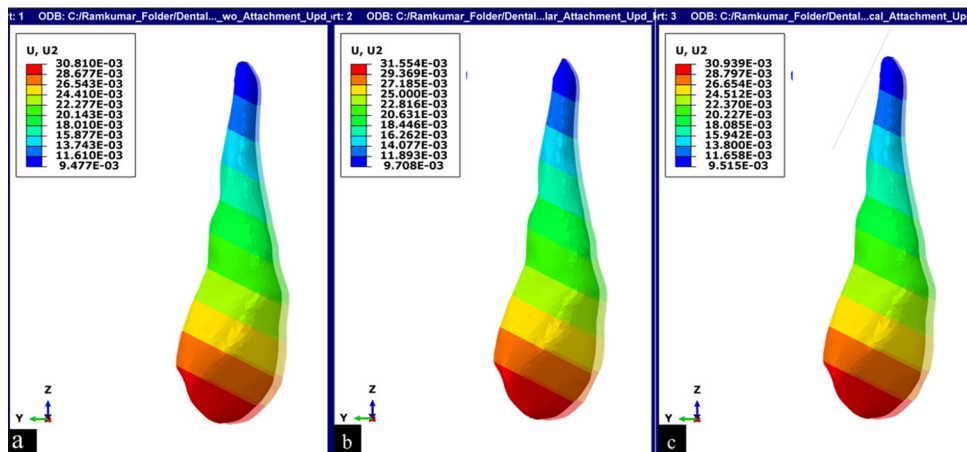 rt: 1 ODB: C:/Ramkumar_Folder/Dental..._wo_Attachment_Upd_
rt: 2 ODB: C:/Ramkumar_Folder/Dental...lar_Attachment_Upd_
rt: 3 ODB: C:/Ramkumar_Folder/Dental...cal_Attachment_Upd
U, U2
30.810E-03
28.677E-03
26.543E-03
24.410E-03
22.277E-03
20.143E-03
18.010E-03
15.877E-03
13.743E-03
11.610E-03
9.477E-03
Z
Y
a
U, U2
31.554E-03
29.369E-03
27.185E-03
25.000E-03
22.816E-03
20.631E-03
18.446E-03
16.262E-03
14.077E-03
11.893E-03
9.708E-03
Z
Y
b
U, U2
30.939E-03
28.797E-03
26.654E-03
24.512E-03
22.370E-03
20.227E-03
18.085E-03
15.942E-03
13.800E-03
11.658E-03
9.515E-03
Z
Y
c